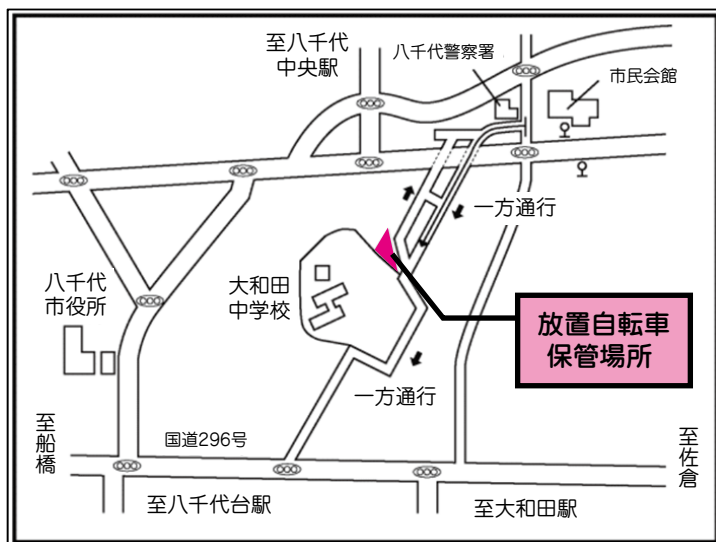 至八千代
中央駅
八千代警察署
市民会館
一方通行
八千代
市役所
大和田
中学校
放置自転車
保管場所
一方通行
至船橋
国道296号
至佐倉
至八千代台駅
至大和田駅